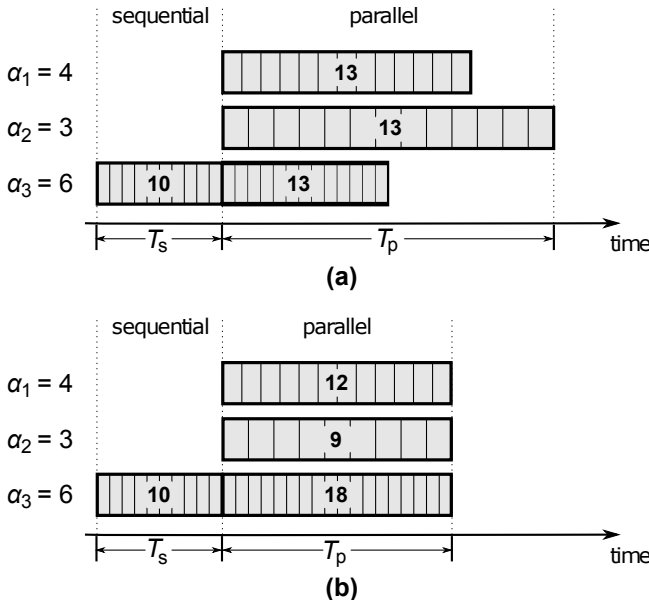 sequential parallel
α1 = 4 13
α2 = 3 13
α3 = 6 10 13
Ts Tp time
(a)
sequential parallel
α1 = 4 12
α2 = 3 9
α3 = 6 10 18
Ts Tp time
(b)